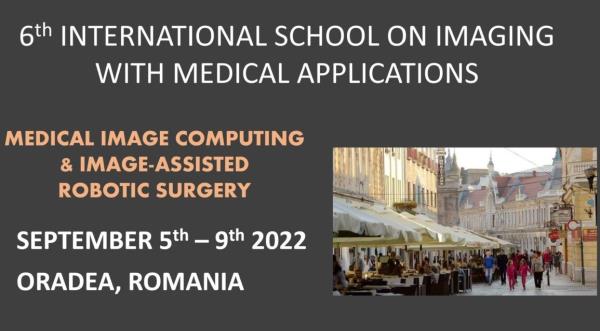 6th INTERNATIONAL SCHOOL ON IMAGING
WITH MEDICAL APPLICATIONS
MEDICAL IMAGE COMPUTING
& IMAGE-ASSISTED
ROBOTIC SURGERY
SEPTEMBER 5th – 9th 2022
ORADEA, ROMANIA